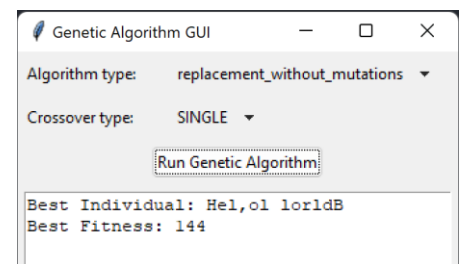 Genetic Algorithm GUI
Algorithm type: replacement_without_mutations
Crossover type: SINGLE
Run Genetic Algorithm
Best Individual: Hel,ol lorldB
Best Fitness: 144